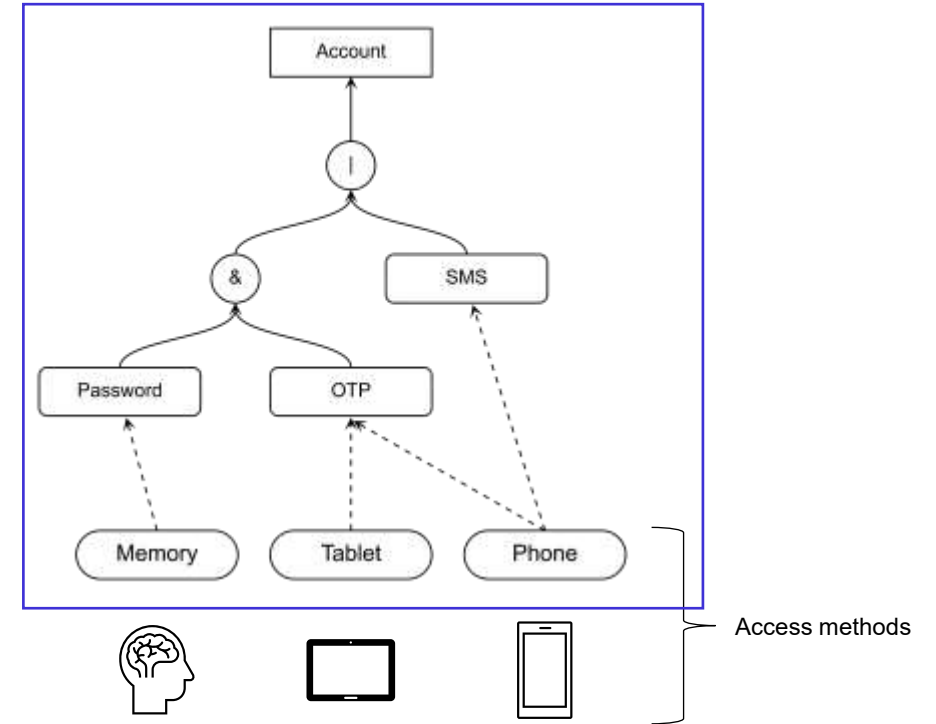 Account
|
&
SMS
Password
OTP
Memory
Tablet
Phone
Access methods